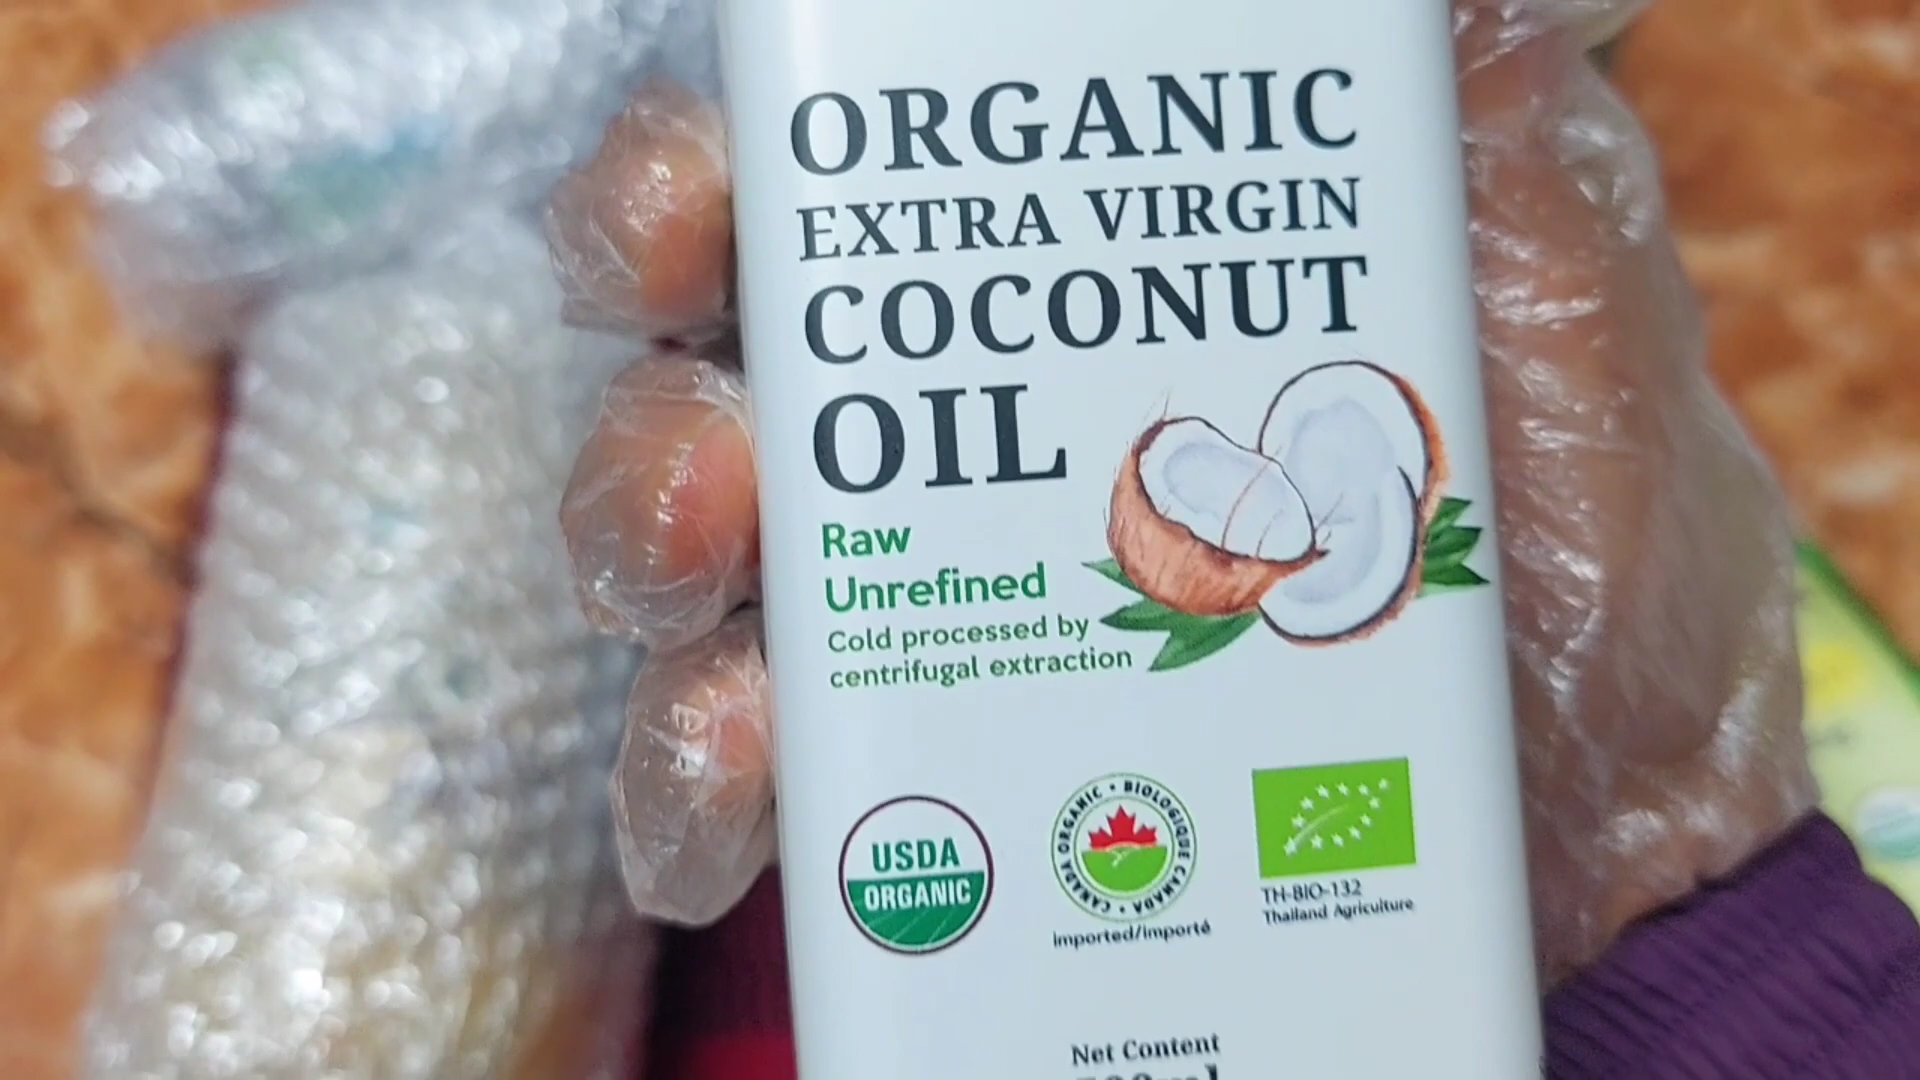 ORGANIC
EXTRA VIRGIN
COCONUT
OIL
Raw
Unrefined
Cold processed by
centrifugal extraction
USDA
ORGANIC
CANADA ORGANIC • BIOLOGIQUE CANADA •
imported/importé
TH-BIO-132
Thailand Agriculture
Net Content